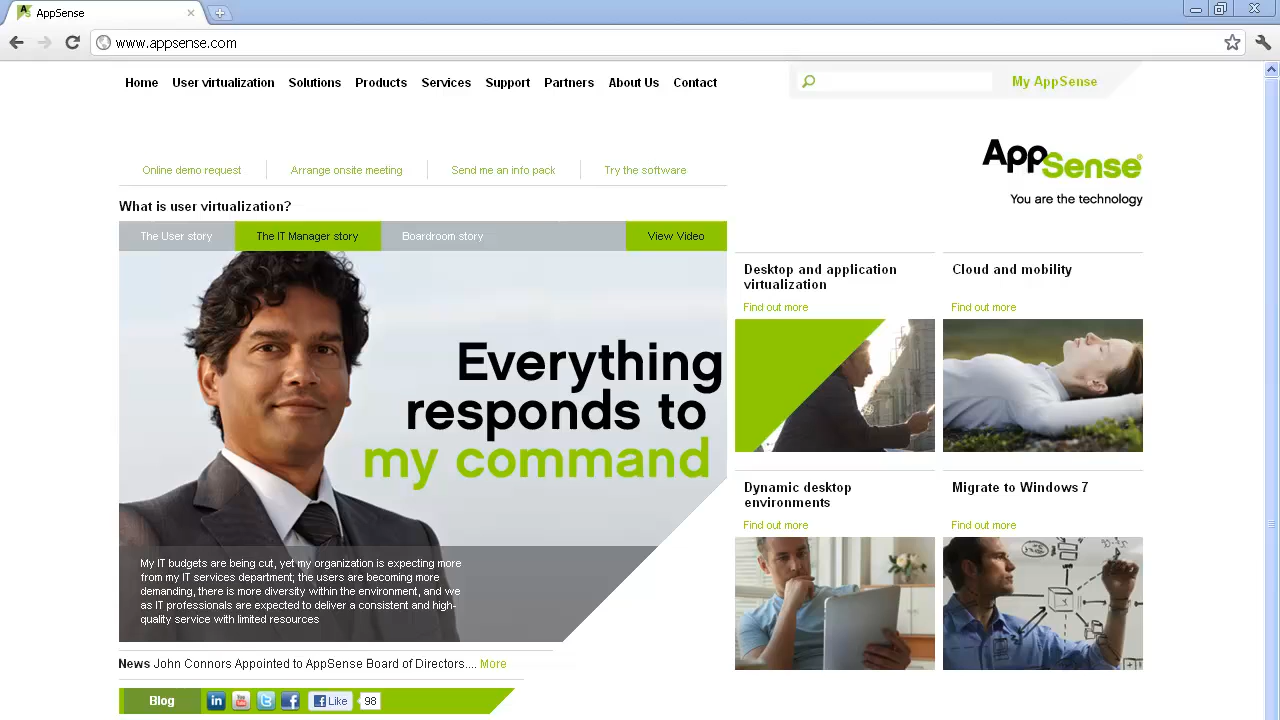 AppSense
www.appsense.com
Home User virtualization Solutions Products Services Support Partners About Us Contact
My AppSense
Online demo request
site meeting
Send me an info pack
Try the software
AppSense®
You are the technology
What is user virtualization?
The User story The IT Manager story Boardroom story View Video
Everything
responds to
my command
My IT budgets are being cut, yet my organization is expecting more
from my IT services department; the users are becoming more
demanding, there is more diversity within the environment, and we
as IT professionals are expected to deliver a consistent and high-
quality service with limited resources
Desktop and application
virtualization
Find out more
Cloud and mobility
Find out more
Dynamic desktop
environments
Find out more
Migrate to Windows 7
Find out more
News John Connors Appointed to AppSense Board of Directors.... More
Blog in You Tube t f f Like 98